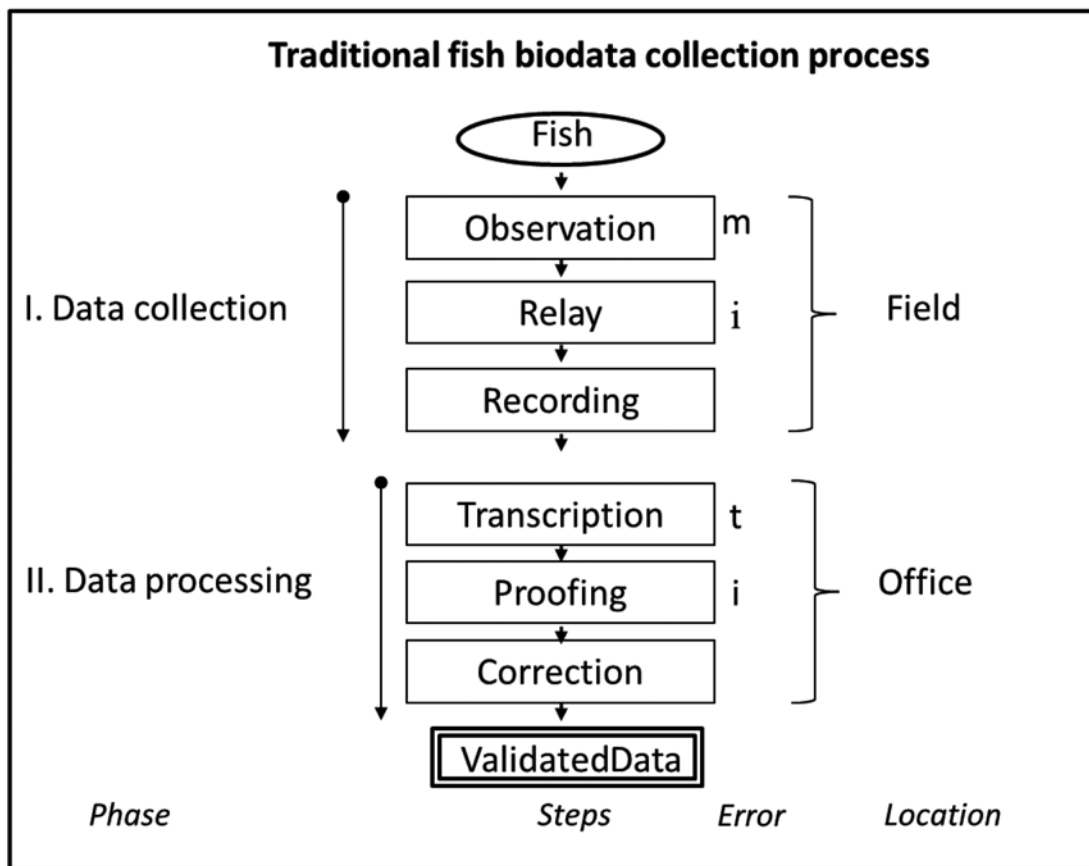 Traditional fish biodata collection process
Fish
Observation m
I. Data collection Relay i Field
Recording
Transcription t
II. Data processing Proofing i Office
Correction
ValidatedData
Phase Steps Error Location